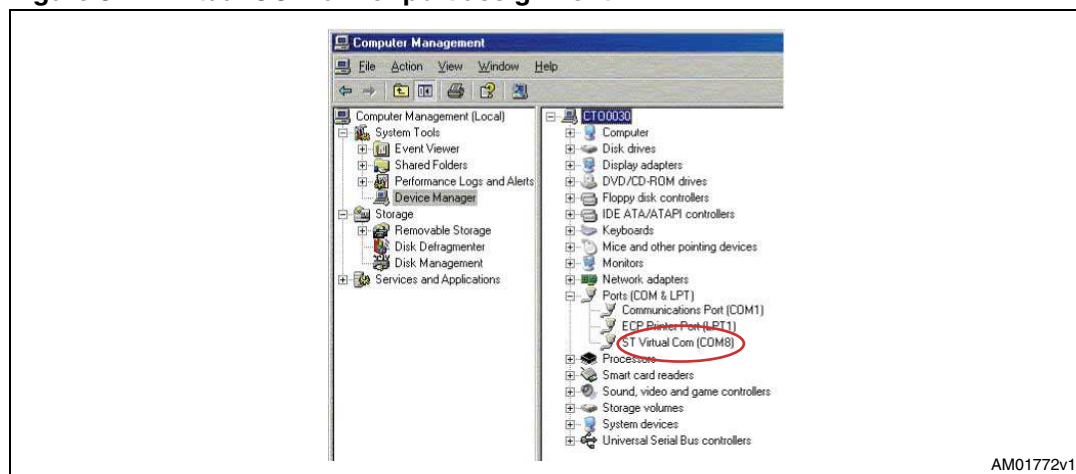 Computer Management
File Action View Window Help
Computer Management (Local)
System Tools
Event Viewer
Shared Folders
Performance Logs and Alerts
Device Manager
Storage
Removable Storage
Disk Defragmenter
Disk Management
Services and Applications
CTO0030
Computer
Disk drives
Display adapters
DVD/CD-ROM drives
Floppy disk controllers
IDE ATA/ATAPI controllers
Keyboards
Mice and other pointing devices
Monitors
Network adapters
Ports (COM & LPT)
Communications Port (COM1)
ECP Printer Port (LPT1)
ST Virtual Com (COM8)
Processors
Smart card readers
Sound, video and game controllers
Storage volumes
System devices
Universal Serial Bus controllers
AM01772v1